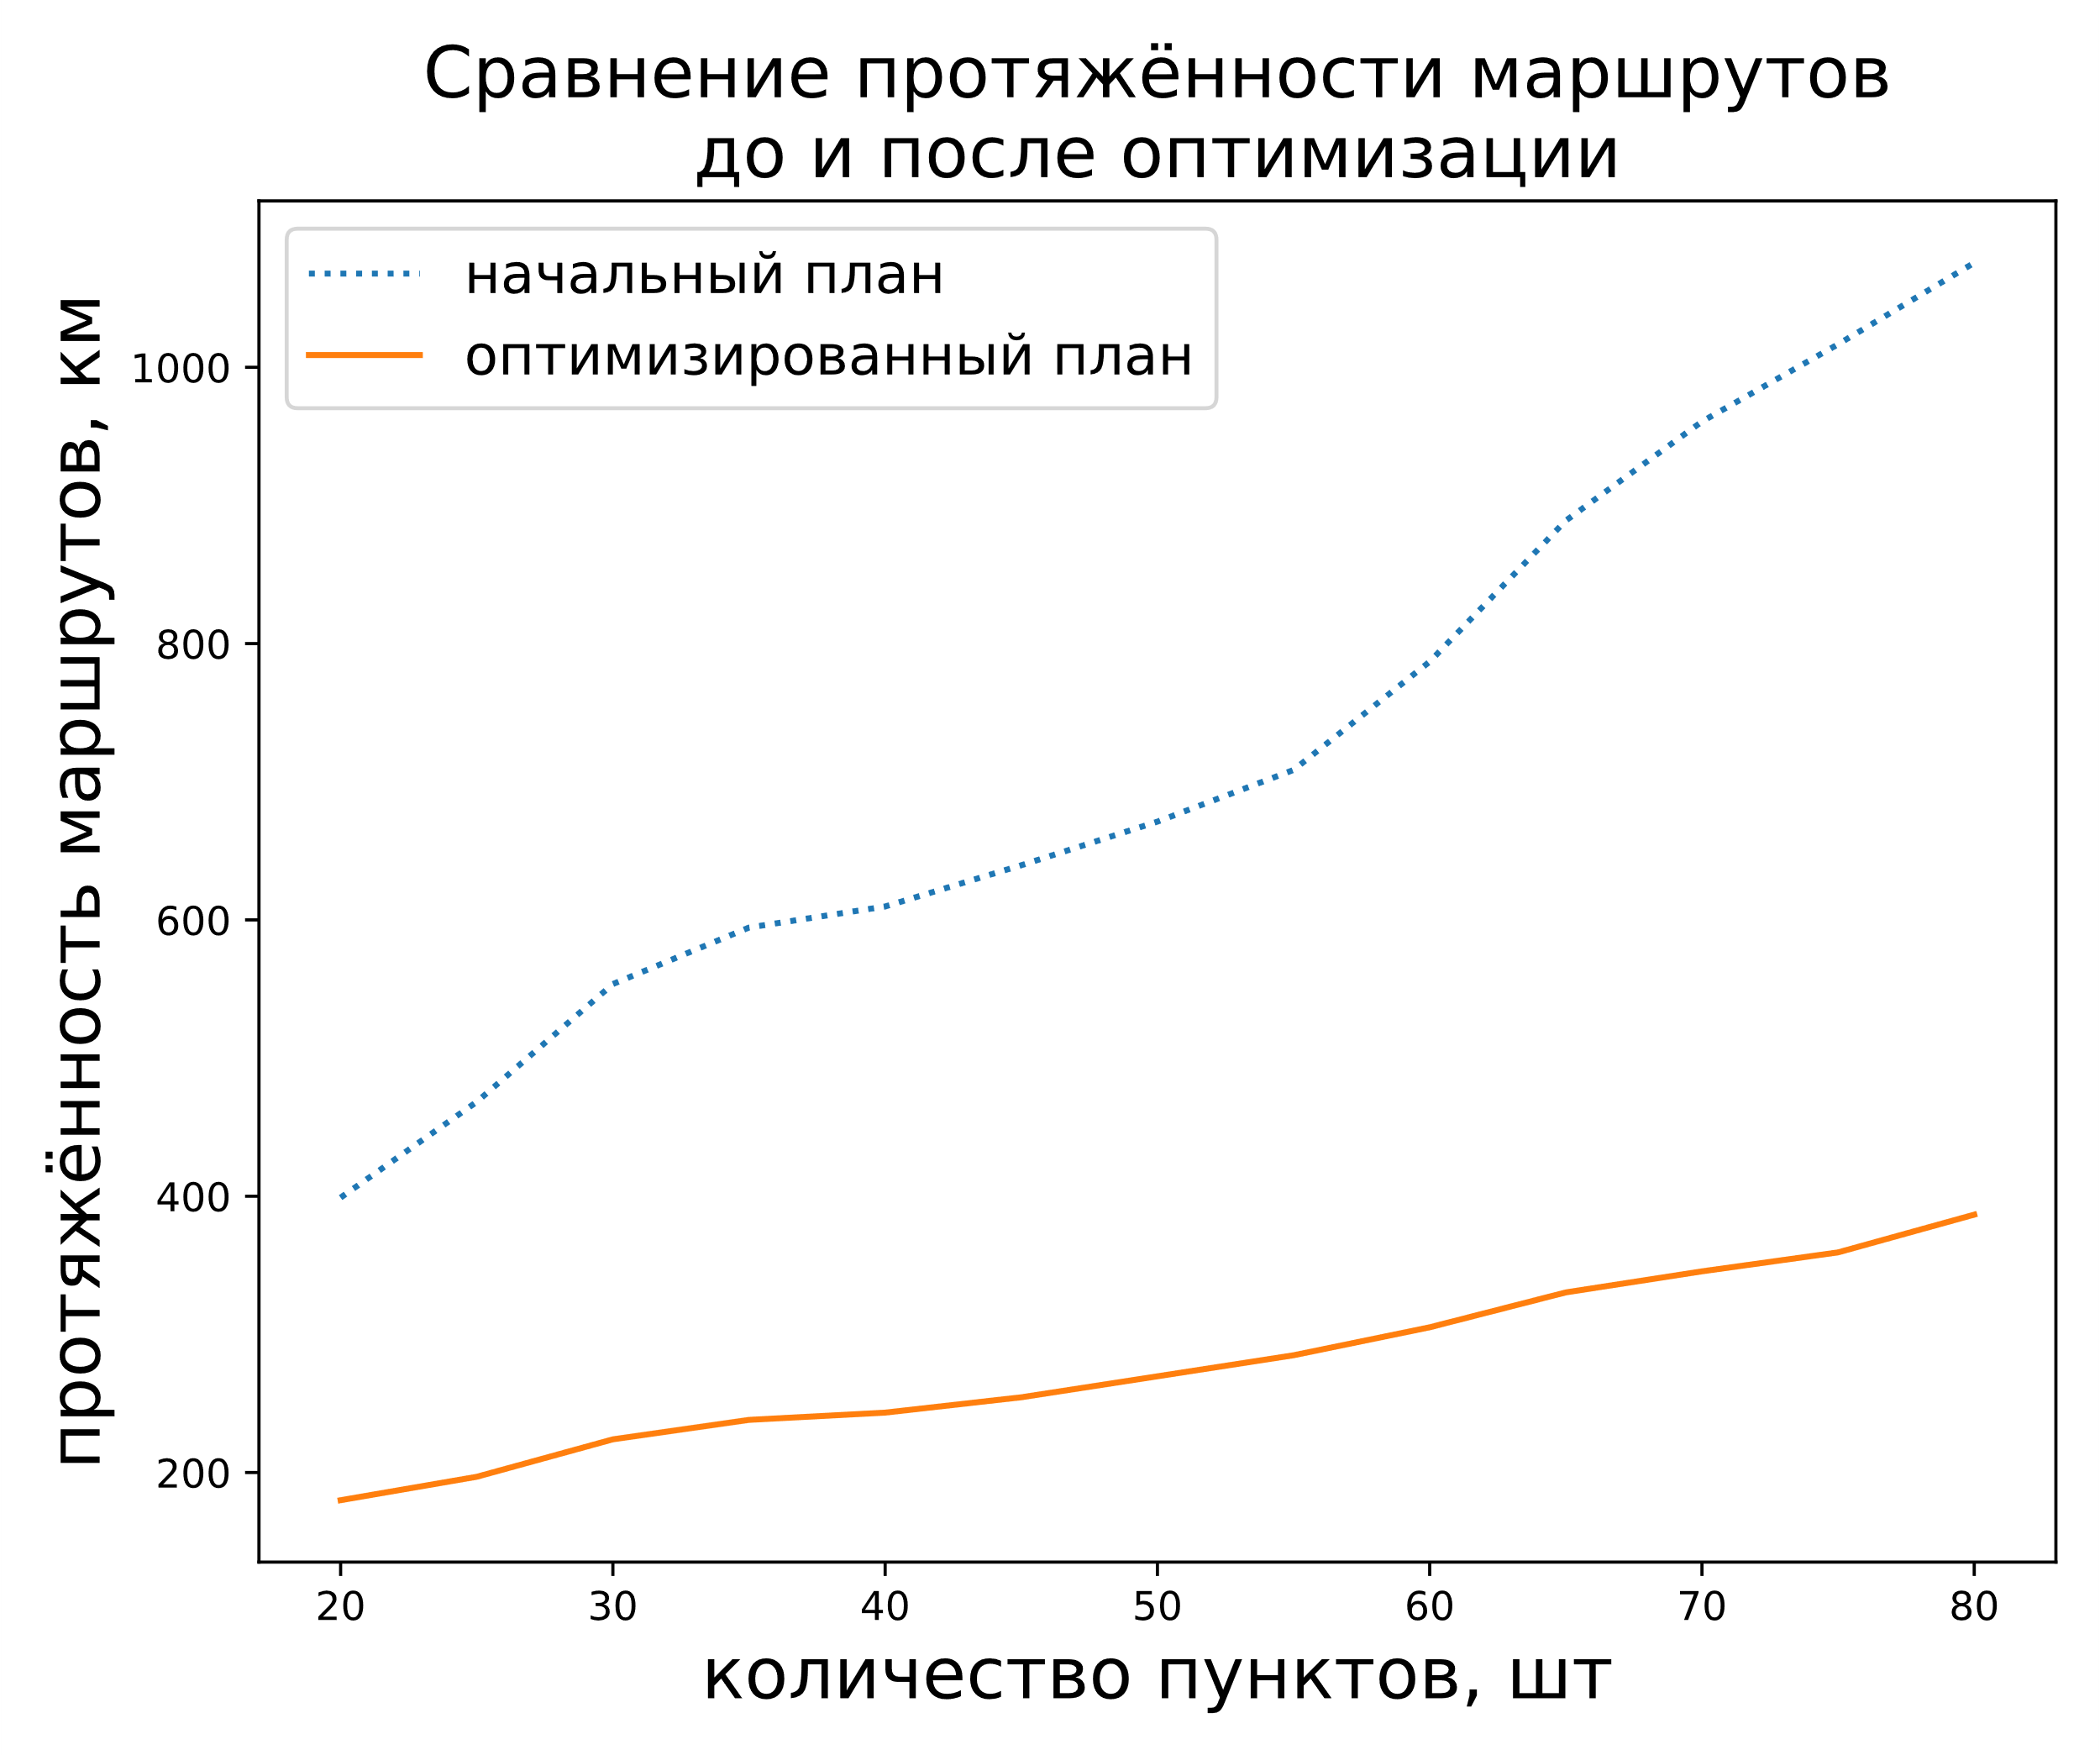 Сравнение протяжённости маршрутов
до и после оптимизации
начальный план
оптимизированный план
протяжённость маршрутов, км
1000
800
600
400
200
20 30 40 50 60 70 80
количество пунктов, шт